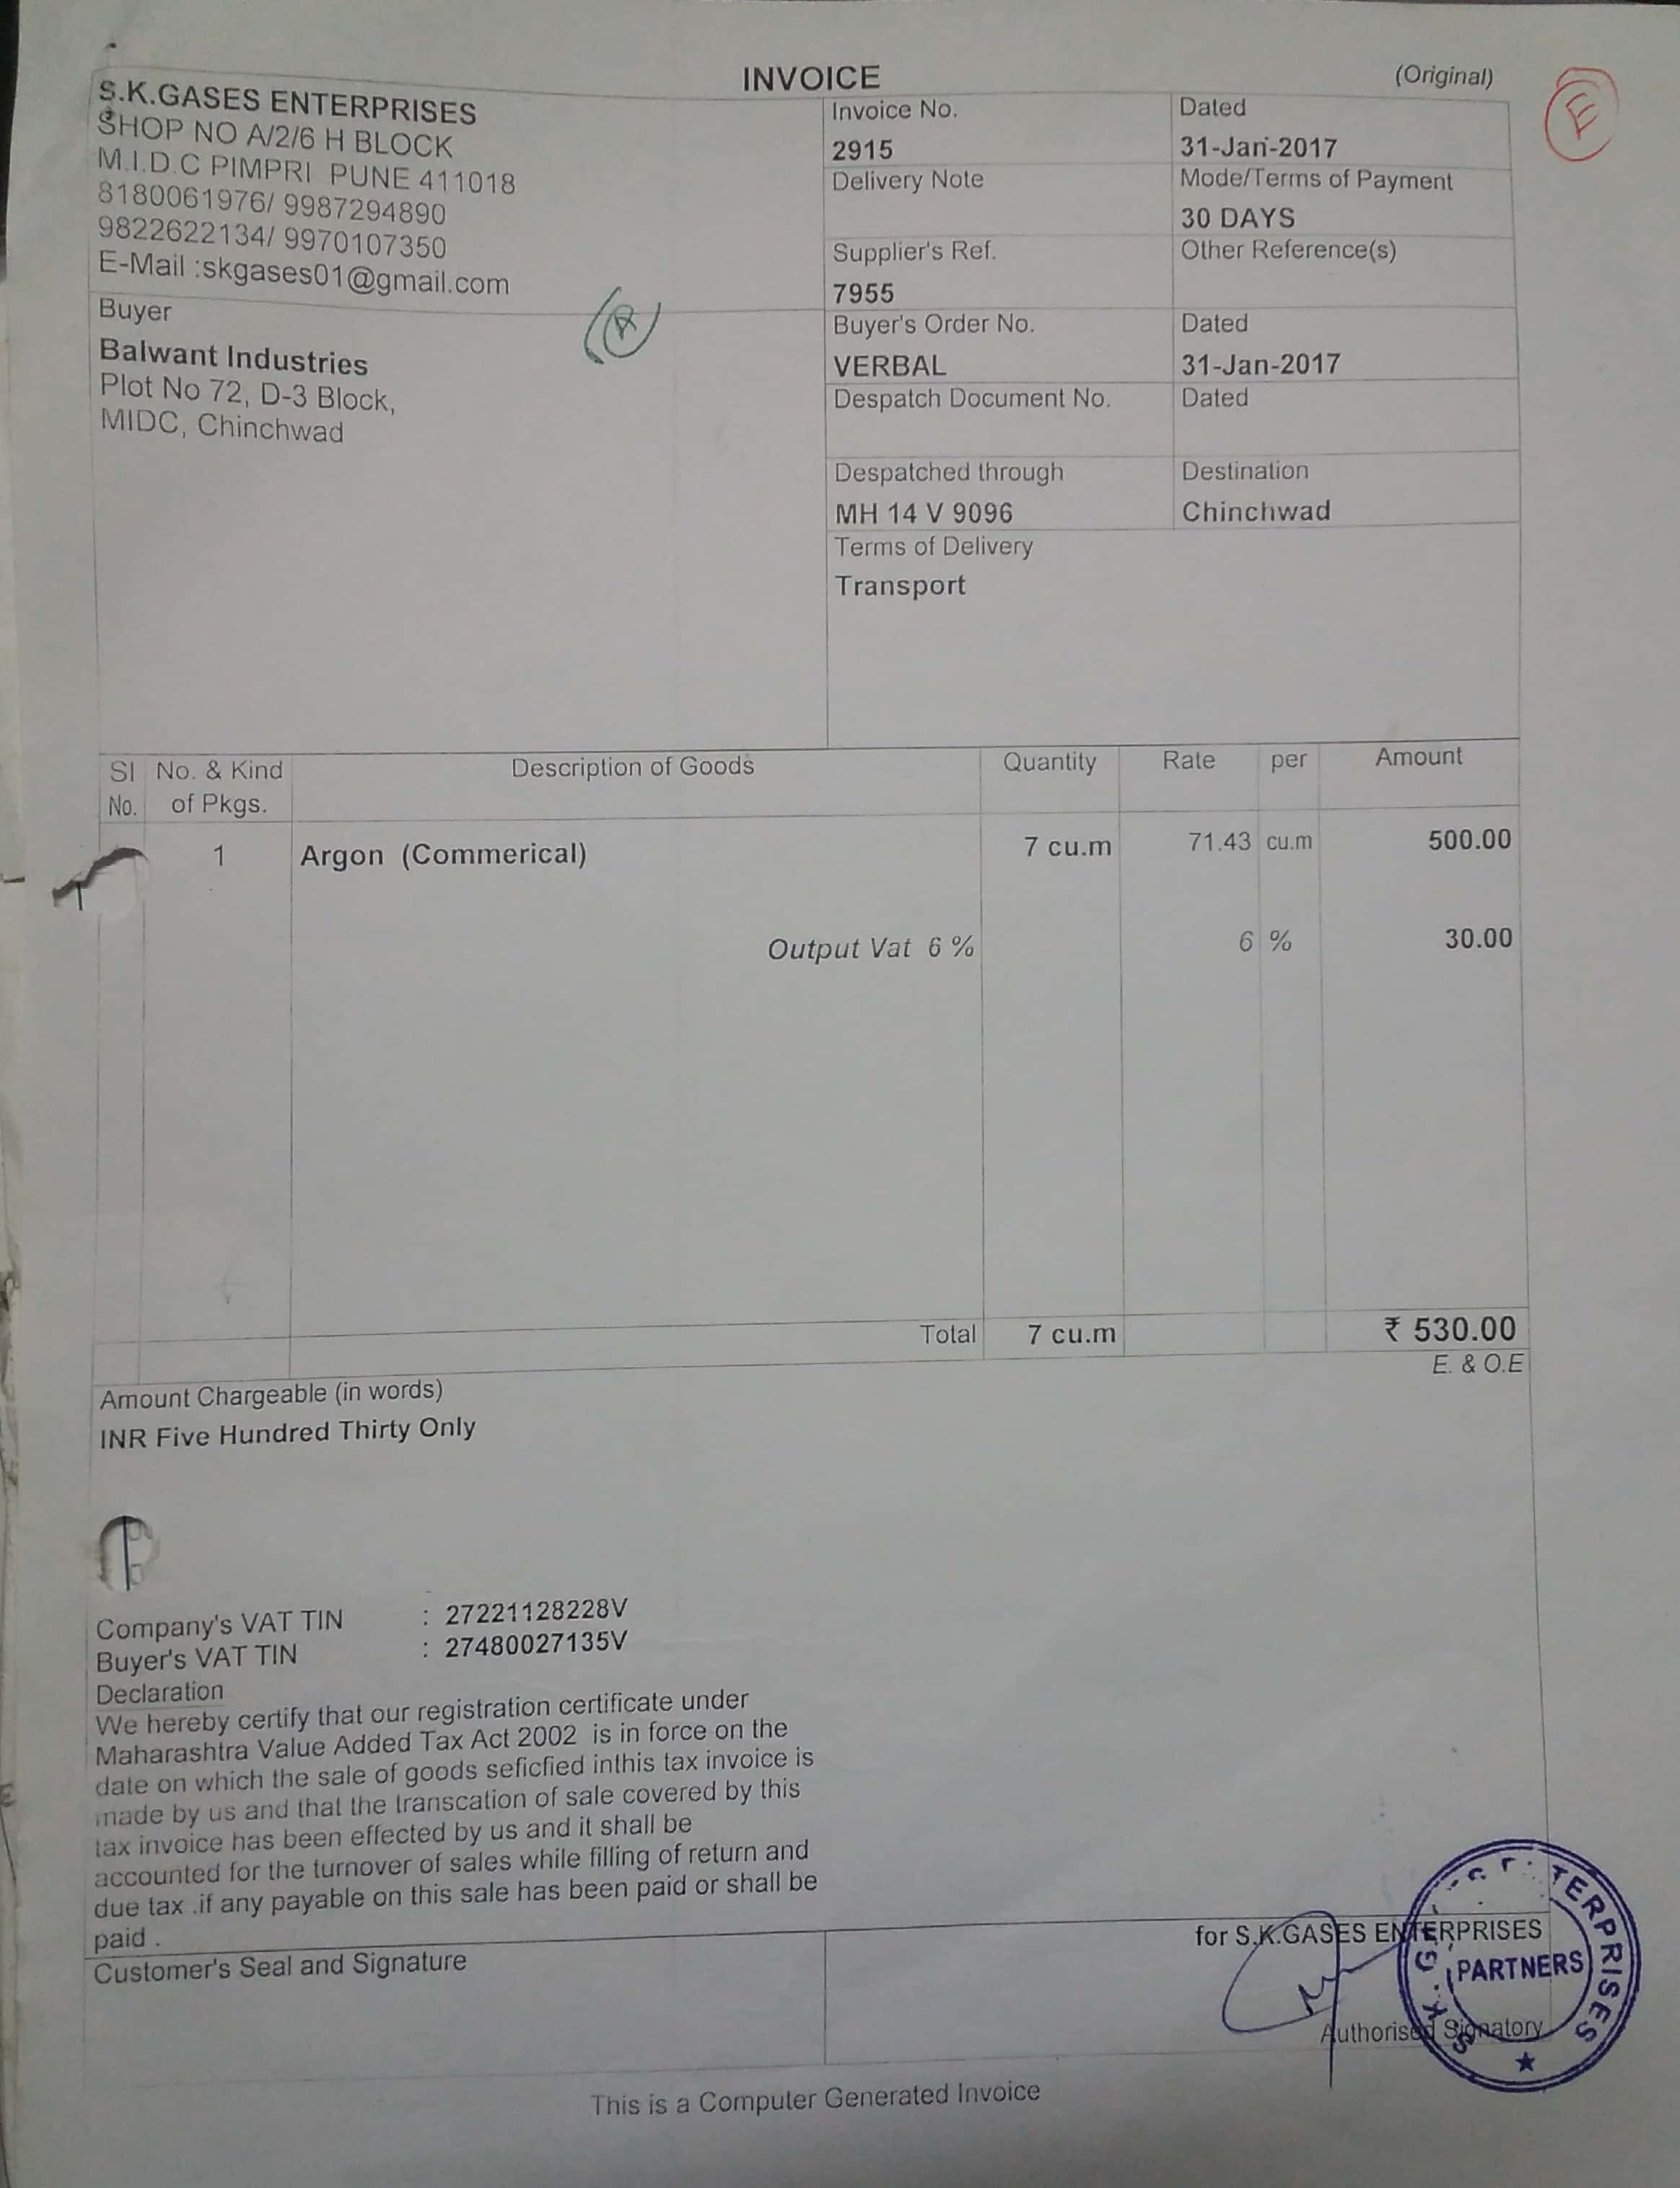 INVOICE
(Original)
S.K.GASES ENTERPRISES
SHOP NO A/2/6 H BLOCK
M.I.D.C PIMPRI PUNE 411018
8180061976/ 9987294890
9822622134/ 9970107350
E-Mail :skgases01@gmail.com
Buyer
Balwant Industries
Plot No 72, D-3 Block,
MIDC, Chinchwad
Invoice No.
2915
Dated
31-Jan-2017
Delivery Note
Mode/Terms of Payment
30 DAYS
Supplier's Ref.
7955
Other Reference(s)
Buyer's Order No.
VERBAL
Dated
31-Jan-2017
Despatch Document No.
Dated
Despatched through
MH 14 V 9096
Destination
Chinchwad
Terms of Delivery
Transport
SI No. No. & Kind of Pkgs. Description of Goods Quantity Rate per Amount
1 1 Argon (Commerical) 7 cu.m 71.43 cu.m 500.00
Output Vat 6 % 6 % 30.00
Total 7 cu.m ₹ 530.00
E. & O.E
Amount Chargeable (in words)
INR Five Hundred Thirty Only
Company's VAT TIN : 27221128228V
Buyer's VAT TIN : 27480027135V
Declaration
We hereby certify that our registration certificate under
Maharashtra Value Added Tax Act 2002 is in force on the
date on which the sale of goods seficfied inthis tax invoice is
made by us and that the transcation of sale covered by this
tax invoice has been effected by us and it shall be
accounted for the turnover of sales while filling of return and
due tax .if any payable on this sale has been paid or shall be
paid .
Customer's Seal and Signature
for S.K.GASES ENTERPRISES
PARTNERS
Authorised Signatory
This is a Computer Generated Invoice